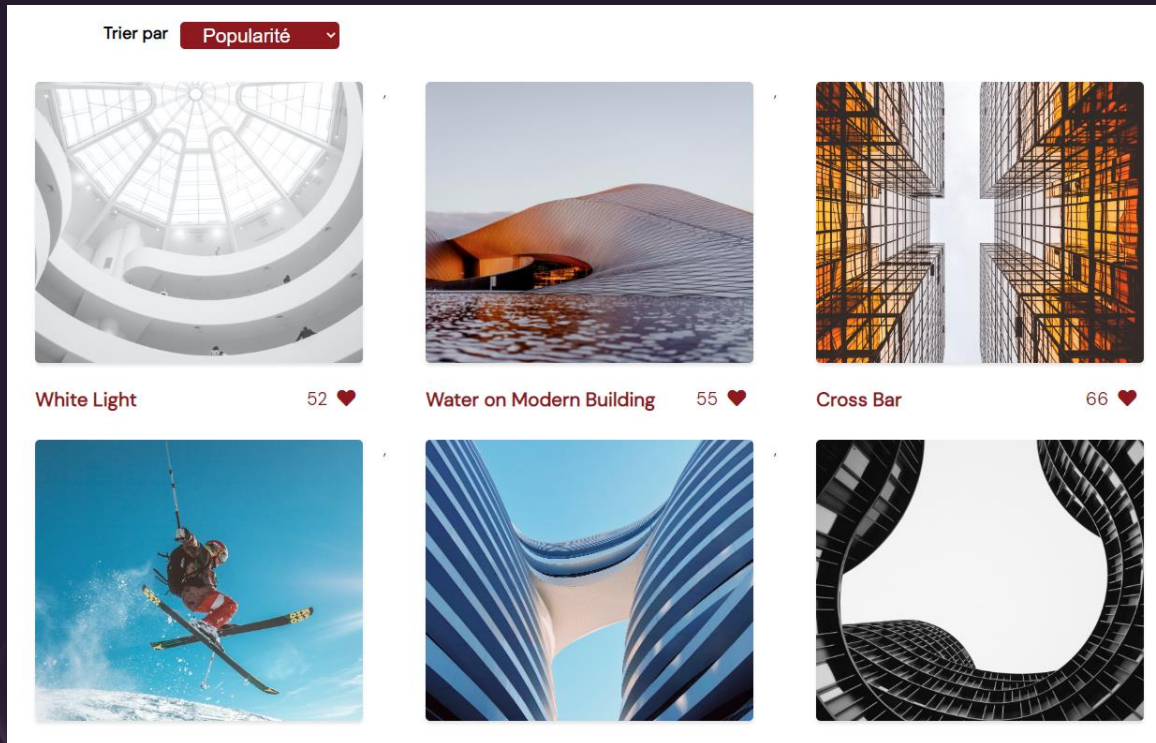 Trier par Popularité
,
,
White Light 52
Water on Modern Building 55
Cross Bar 66
,
,